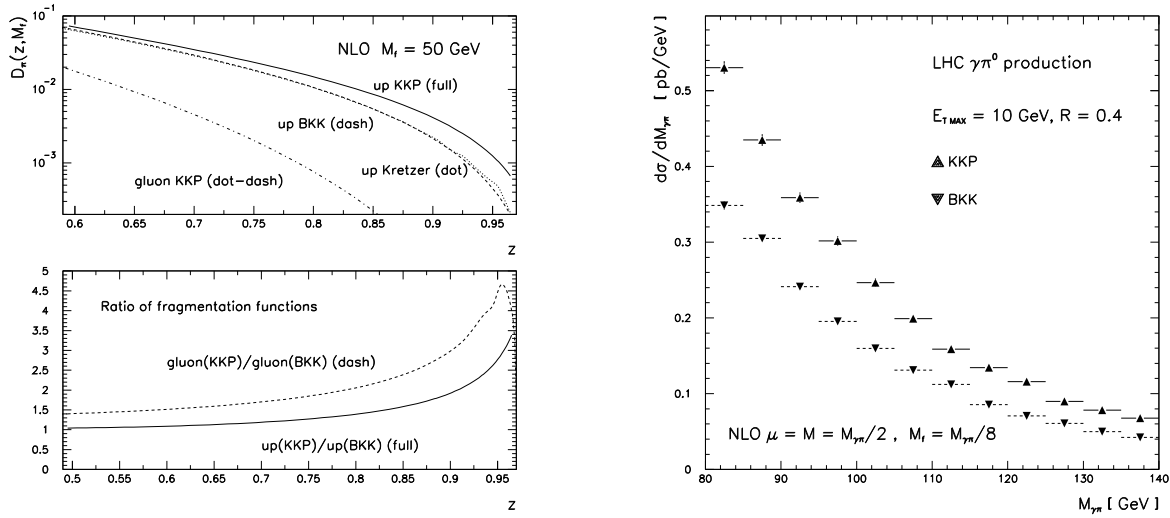 D_π(z,M_f)
10⁻¹
10⁻²
10⁻³
NLO M_f = 50 GeV
up KKP (full)
up BKK (dash)
up Kretzer (dot)
gluon KKP (dot-dash)
0.6 0.65 0.7 0.75 0.8 0.85 0.9 0.95
z
5
4.5
4
3.5
3
2.5
2
1.5
1
0.5
0
Ratio of fragmentation functions
gluon(KKP)/gluon(BKK) (dash)
up(KKP)/up(BKK) (full)
0.5 0.55 0.6 0.65 0.7 0.75 0.8 0.85 0.9 0.95
z
dσ/dM_γπ [ pb/GeV]
0.5
0.4
0.3
0.2
0.1
0
LHC γπ⁰ production
E_T MAX = 10 GeV, R = 0.4
KKP
BKK
NLO μ = M = M_γπ/2 , M_f = M_γπ/8
80 90 100 110 120 130 140
M_γπ [ GeV]